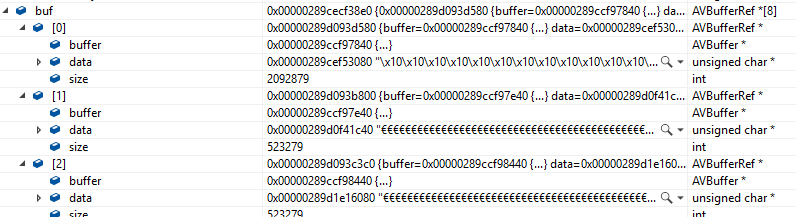 buf 0x00000289cecf38e0 {0x00000289d093d580 {buffer=0x00000289ccf97840 {...} da... AVBufferRef *[8]
[0] 0x00000289d093d580 {buffer=0x00000289ccf97840 {...} data=0x00000289cef530... AVBufferRef *
buffer 0x00000289ccf97840 {...} AVBuffer *
data 0x00000289cef53080 "\x10\x10\x10\x10\x10\x10\x10\x10\x10\x10\x10\x10\... unsigned char *
size 2092879 int
[1] 0x00000289d093b800 {buffer=0x00000289ccf97e40 {...} data=0x00000289d0f41c... AVBufferRef *
buffer 0x00000289ccf97e40 {...} AVBuffer *
data 0x00000289d0f41c40 "€€€€€€€€€€€€€€€€€€€€€€€€€€€€€€€€€€€€€€€€€€€€... unsigned char *
size 523279 int
[2] 0x00000289d093c3c0 {buffer=0x00000289ccf98440 {...} data=0x00000289d1e160... AVBufferRef *
buffer 0x00000289ccf98440 {...} AVBuffer *
data 0x00000289d1e16080 "€€€€€€€€€€€€€€€€€€€€€€€€€€€€€€€€€€€€€€€€€€€€... unsigned char *
size 523279 int